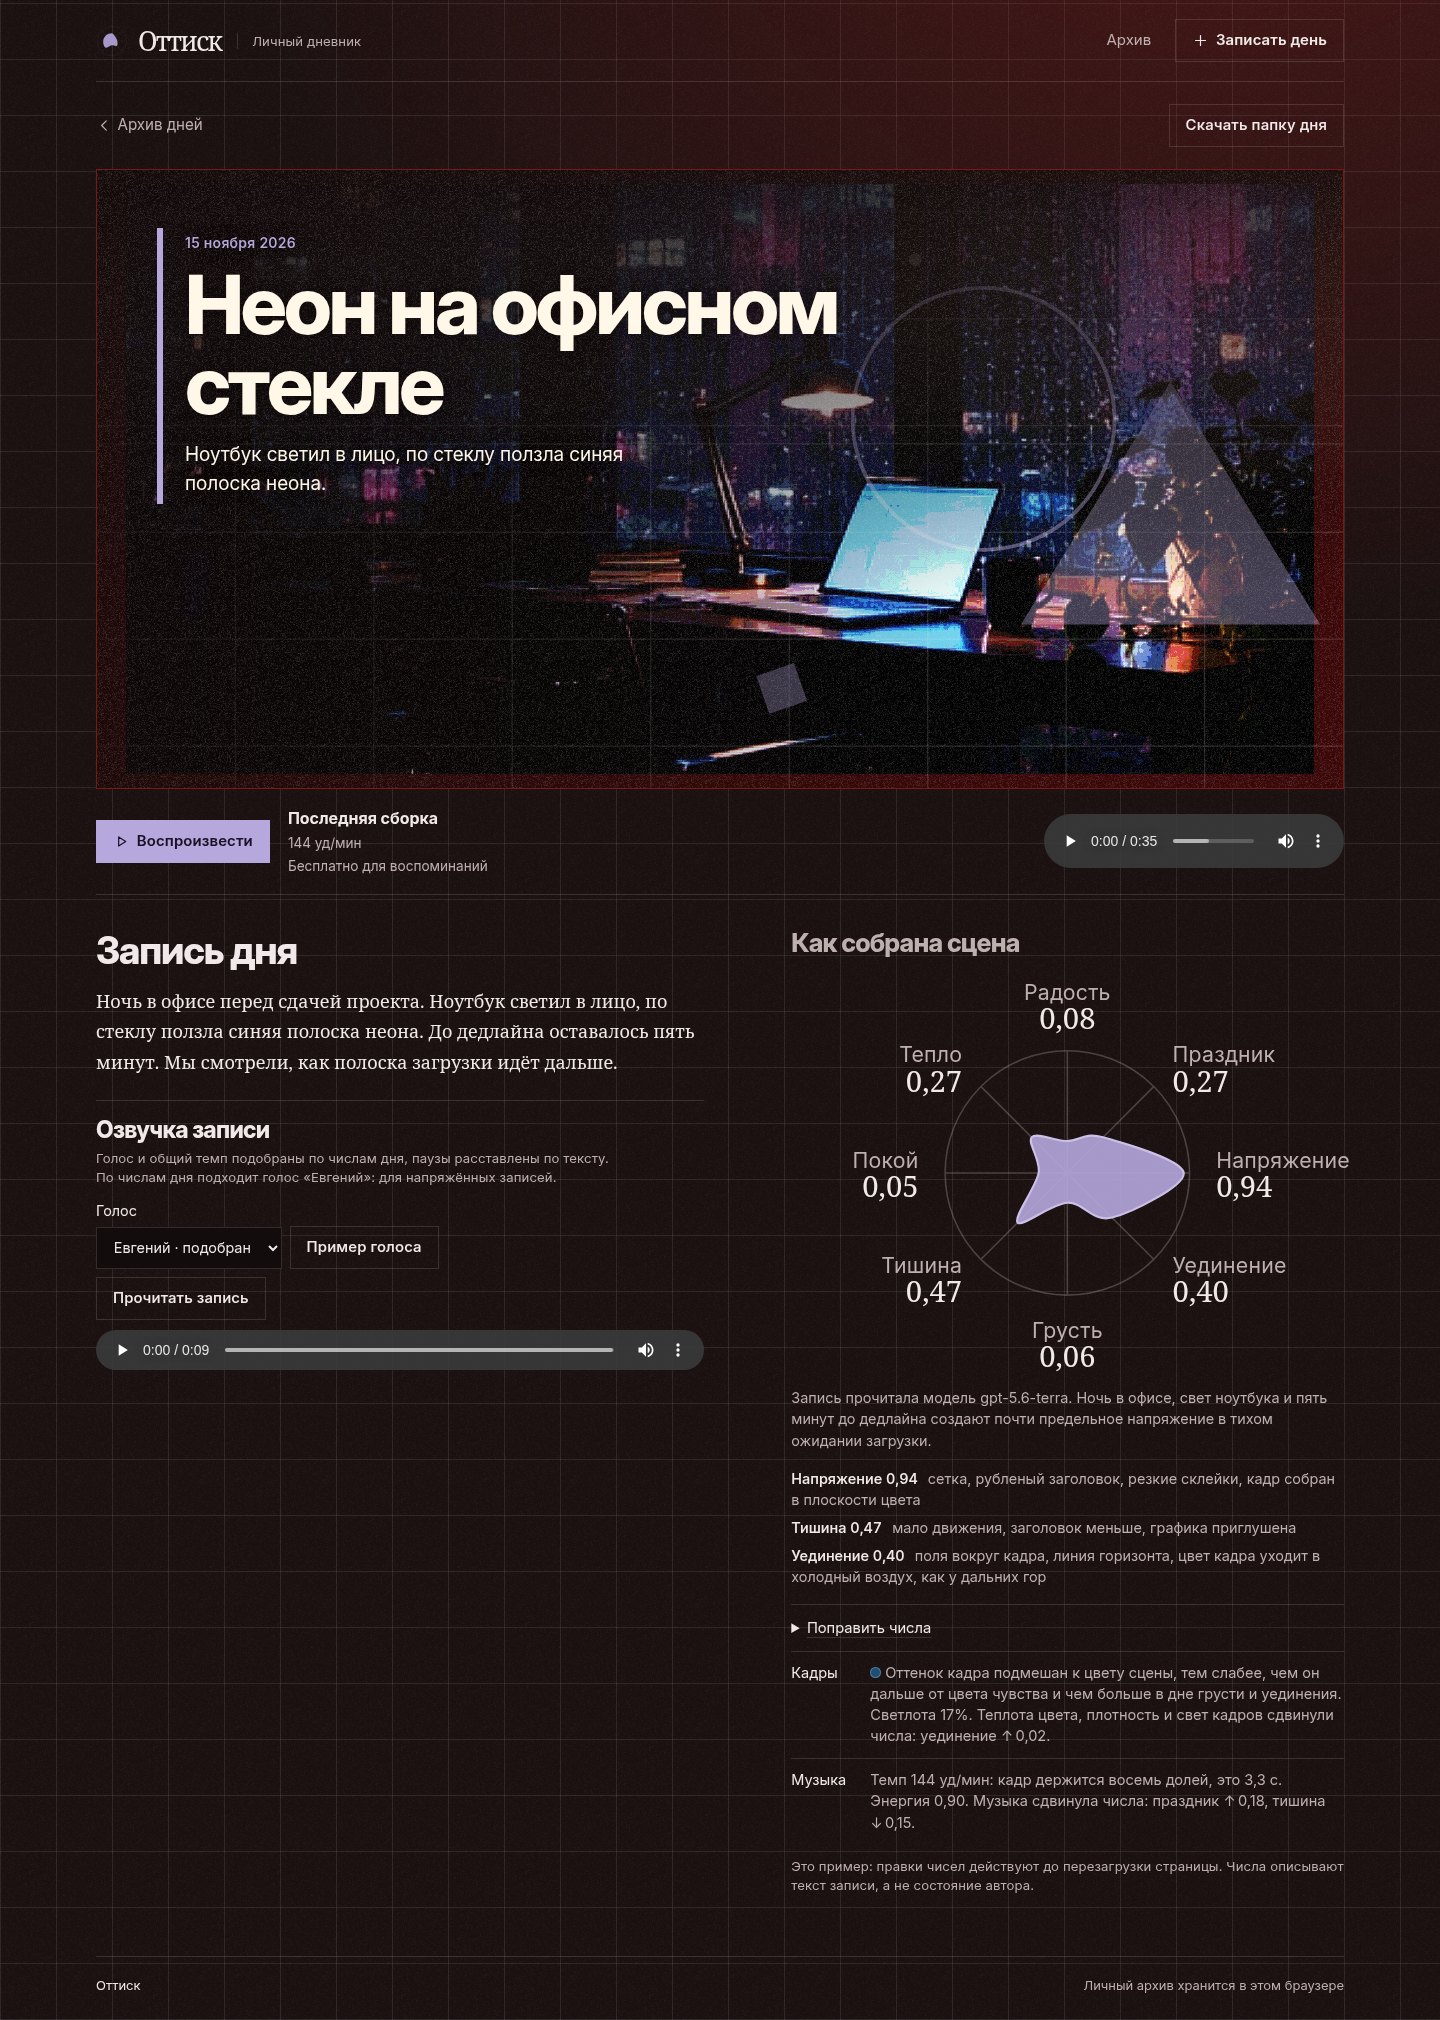 Оттиск
Личный дневник
Архив
Записать день
Архив дней
Скачать папку дня
15 ноября 2026
Неон на офисном
стекле
Ноутбук светил в лицо, по стеклу ползла синяя
полоска неона.
Воспроизвести
Последняя сборка
144 уд/мин
Бесплатно для воспоминаний
0:00 / 0:35
Запись дня
Ночь в офисе перед сдачей проекта. Ноутбук светил в лицо, по
стеклу ползла синяя полоска неона. До дедлайна оставалось пять
минут. Мы смотрели, как полоска загрузки идёт дальше.
Озвучка записи
Голос и общий темп подобраны по числам дня, паузы расставлены по тексту.
По числам дня подходит голос «Евгений»: для напряжённых записей.
Голос
Евгений · подобран
Пример голоса
Прочитать запись
0:00 / 0:09
Как собрана сцена
Радость
0,08
Тепло
0,27
Праздник
0,27
Покой
0,05
Напряжение
0,94
Тишина
0,47
Уединение
0,40
Грусть
0,06
Запись прочитала модель gpt-5.6-terra. Ночь в офисе, свет ноутбука и пять
минут до дедлайна создают почти предельное напряжение в тихом
ожидании загрузки.
Напряжение 0,94 сетка, рубленый заголовок, резкие склейки, кадр собран
в плоскости цвета
Тишина 0,47 мало движения, заголовок меньше, графика приглушена
Уединение 0,40 поля вокруг кадра, линия горизонта, цвет кадра уходит в
холодный воздух, как у дальних гор
Поправить числа
Кадры
Оттенок кадра подмешан к цвету сцены, тем слабее, чем он
дальше от цвета чувства и чем больше в дне грусти и уединения.
Светлота 17%. Теплота цвета, плотность и свет кадров сдвинули
числа: уединение ↑ 0,02.
Музыка
Темп 144 уд/мин: кадр держится восемь долей, это 3,3 с.
Энергия 0,90. Музыка сдвинула числа: праздник ↑ 0,18, тишина
↓ 0,15.
Это пример: правки чисел действуют до перезагрузки страницы. Числа описывают
текст записи, а не состояние автора.
Оттиск
Личный архив хранится в этом браузере